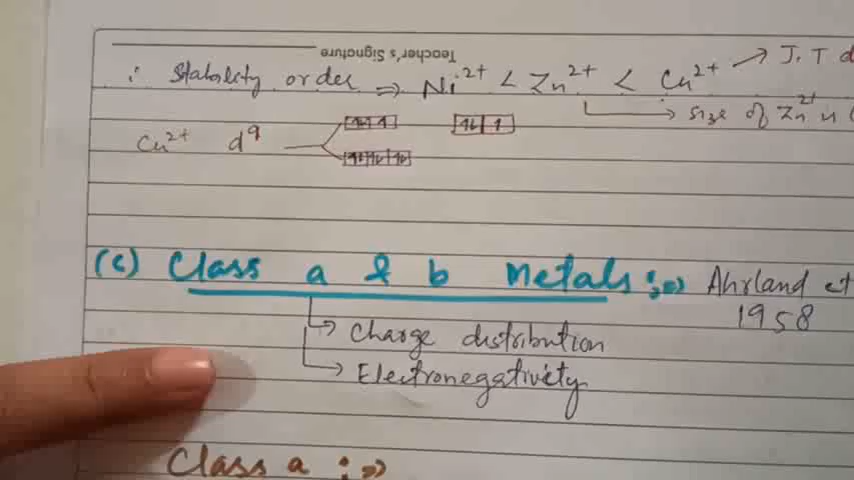 Teacher's Signature
∴ Stability order ⇒ Ni2+ < Zn2+ < Cu2+ → J.T d
→ size of Zn2+ is
Cu2+ d9
(c) Class a & b Metals :⇒ Ahrland et
1958
→ Charge distribution
→ Electronegativity
Class a :⇒